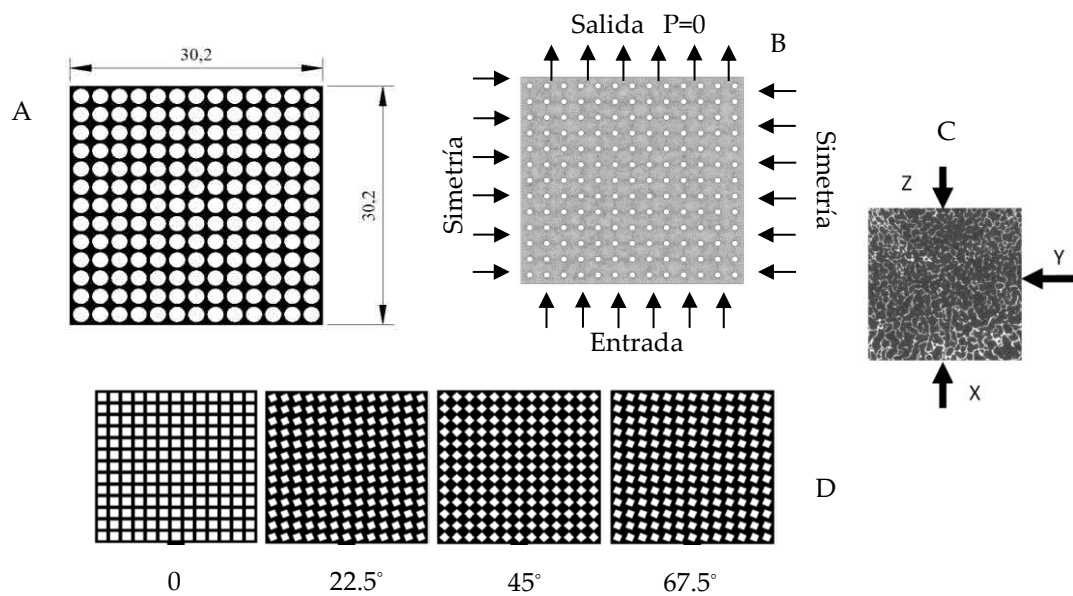 A
30,2
30,2
Salida P=0
B
Simetría
Simetría
Entrada
C
Z
Y
X
D
0
22.5°
45°
67.5°